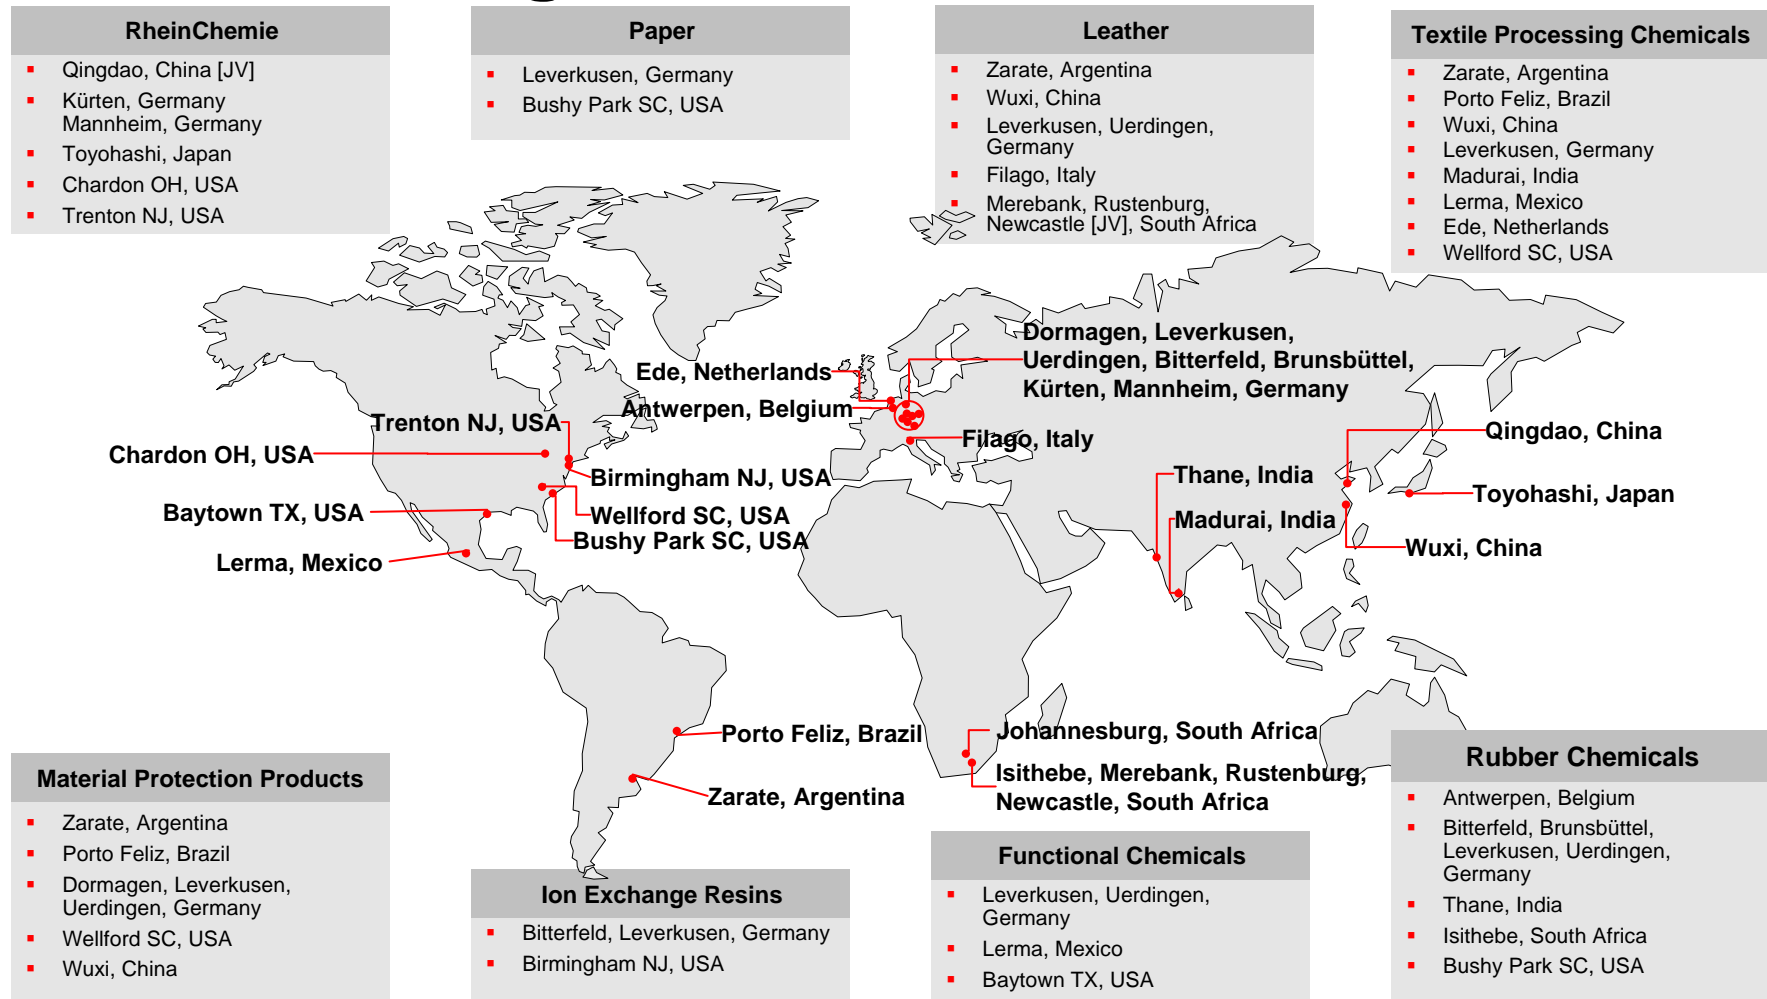 RheinChemie
Qingdao, China [JV]
Kürten, Germany
Mannheim, Germany
Toyohashi, Japan
Chardon OH, USA
Trenton NJ, USA
Paper
Leverkusen, Germany
Bushy Park SC, USA
Leather
Zarate, Argentina
Wuxi, China
Leverkusen, Uerdingen,
Germany
Filago, Italy
Merebank, Rustenburg,
Newcastle [JV], South Africa
Textile Processing Chemicals
Zarate, Argentina
Porto Feliz, Brazil
Wuxi, China
Leverkusen, Germany
Madurai, India
Lerma, Mexico
Ede, Netherlands
Wellford SC, USA
Dormagen, Leverkusen,
Uerdingen, Bitterfeld, Brunsbüttel,
Kürten, Mannheim, Germany
Ede, Netherlands
Antwerpen, Belgium
Trenton NJ, USA
Filago, Italy
Qingdao, China
Chardon OH, USA
Birmingham NJ, USA
Thane, India
Toyohashi, Japan
Baytown TX, USA
Wellford SC, USA
Madurai, India
Bushy Park SC, USA
Wuxi, China
Lerma, Mexico
Porto Feliz, Brazil
Johannesburg, South Africa
Isithebe, Merebank, Rustenburg,
Newcastle, South Africa
Zarate, Argentina
Material Protection Products
Zarate, Argentina
Porto Feliz, Brazil
Dormagen, Leverkusen,
Uerdingen, Germany
Wellford SC, USA
Wuxi, China
Ion Exchange Resins
Bitterfeld, Leverkusen, Germany
Birmingham NJ, USA
Functional Chemicals
Leverkusen, Uerdingen,
Germany
Lerma, Mexico
Baytown TX, USA
Rubber Chemicals
Antwerpen, Belgium
Bitterfeld, Brunsbüttel,
Leverkusen, Uerdingen,
Germany
Thane, India
Isithebe, South Africa
Bushy Park SC, USA